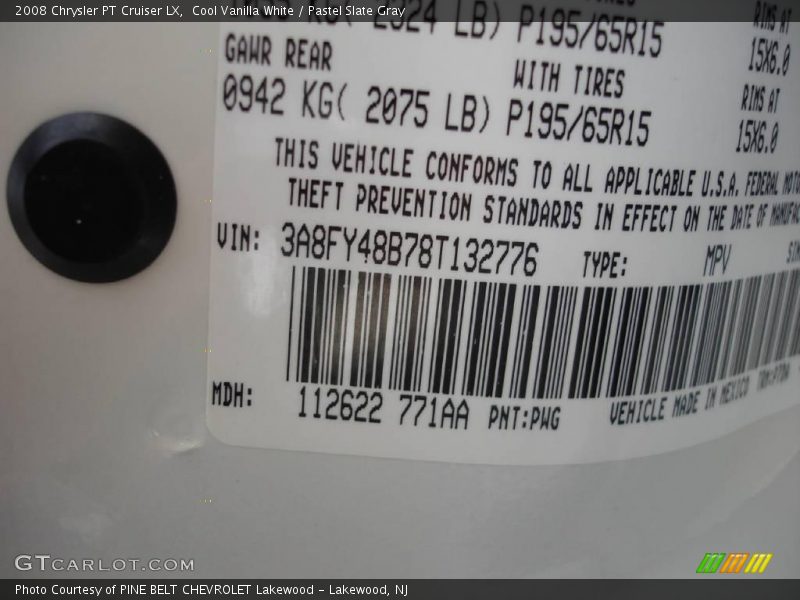 2008 Chrysler PT Cruiser LX, Cool Vanilla White / Pastel Slate Gray
KG( 2324 LB) P195/65R15 15X6.0
GAWR REAR WITH TIRES RIMS AT
0942 KG( 2075 LB) P195/65R15 15X6.0
THIS VEHICLE CONFORMS TO ALL APPLICABLE U.S.A. FEDERAL
THEFT PREVENTION STANDARDS IN EFFECT ON THE DATE OF
VIN: 3A8FY48B78T132776 TYPE: MPV
MDH: 112622 771AA PNT:PWG VEHICLE MADE IN MEXICO
GTCARLOT.COM
Photo Courtesy of PINE BELT CHEVROLET Lakewood - Lakewood, NJ